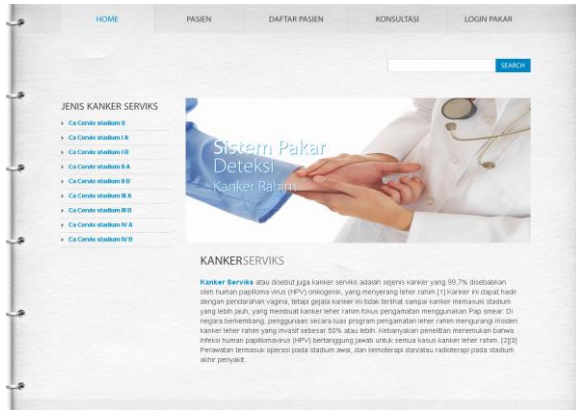 HOME PASIEN DAFTAR PASIEN KONSULTASI LOGIN PAKAR
SEARCH
JENIS KANKER SERVIKS
Ca Cervix stadium 0
Ca Cervix stadium I A
Ca Cervix stadium I B
Ca Cervix stadium II A
Ca Cervix stadium II B
Ca Cervix stadium III A
Ca Cervix stadium III B
Ca Cervix stadium IV A
Ca Cervix stadium IV B
Sistem Pakar
Deteksi
Kanker Rahim
KANKERSERVIKS
Kanker Serviks atau disebut juga kanker serviks adalah sejenis kanker yang 99,7% disebabkan
oleh human papilloma virus (HPV) onkogenik, yang menyerang leher rahim.[1] Kanker ini dapat hadir
dengan pendarahan vagina, tetapi gejala kanker ini tidak terlihat sampai kanker memasuki stadium
yang lebih jauh, yang membuat kanker leher rahim fokus pengamatan menggunakan Pap smear. Di
negara berkembang, penggunaan secara luas program pengamatan leher rahim mengurangi insiden
kanker leher rahim yang invasif sebesar 50% atau lebih. Kebanyakan penelitian menemukan bahwa
infeksi human papillomavirus (HPV) bertanggung jawab untuk semua kasus kanker leher rahim. [2][3]
Perawatan termasuk operasi pada stadium awal, dan kemoterapi dan/atau radioterapi pada stadium
akhir penyakit.